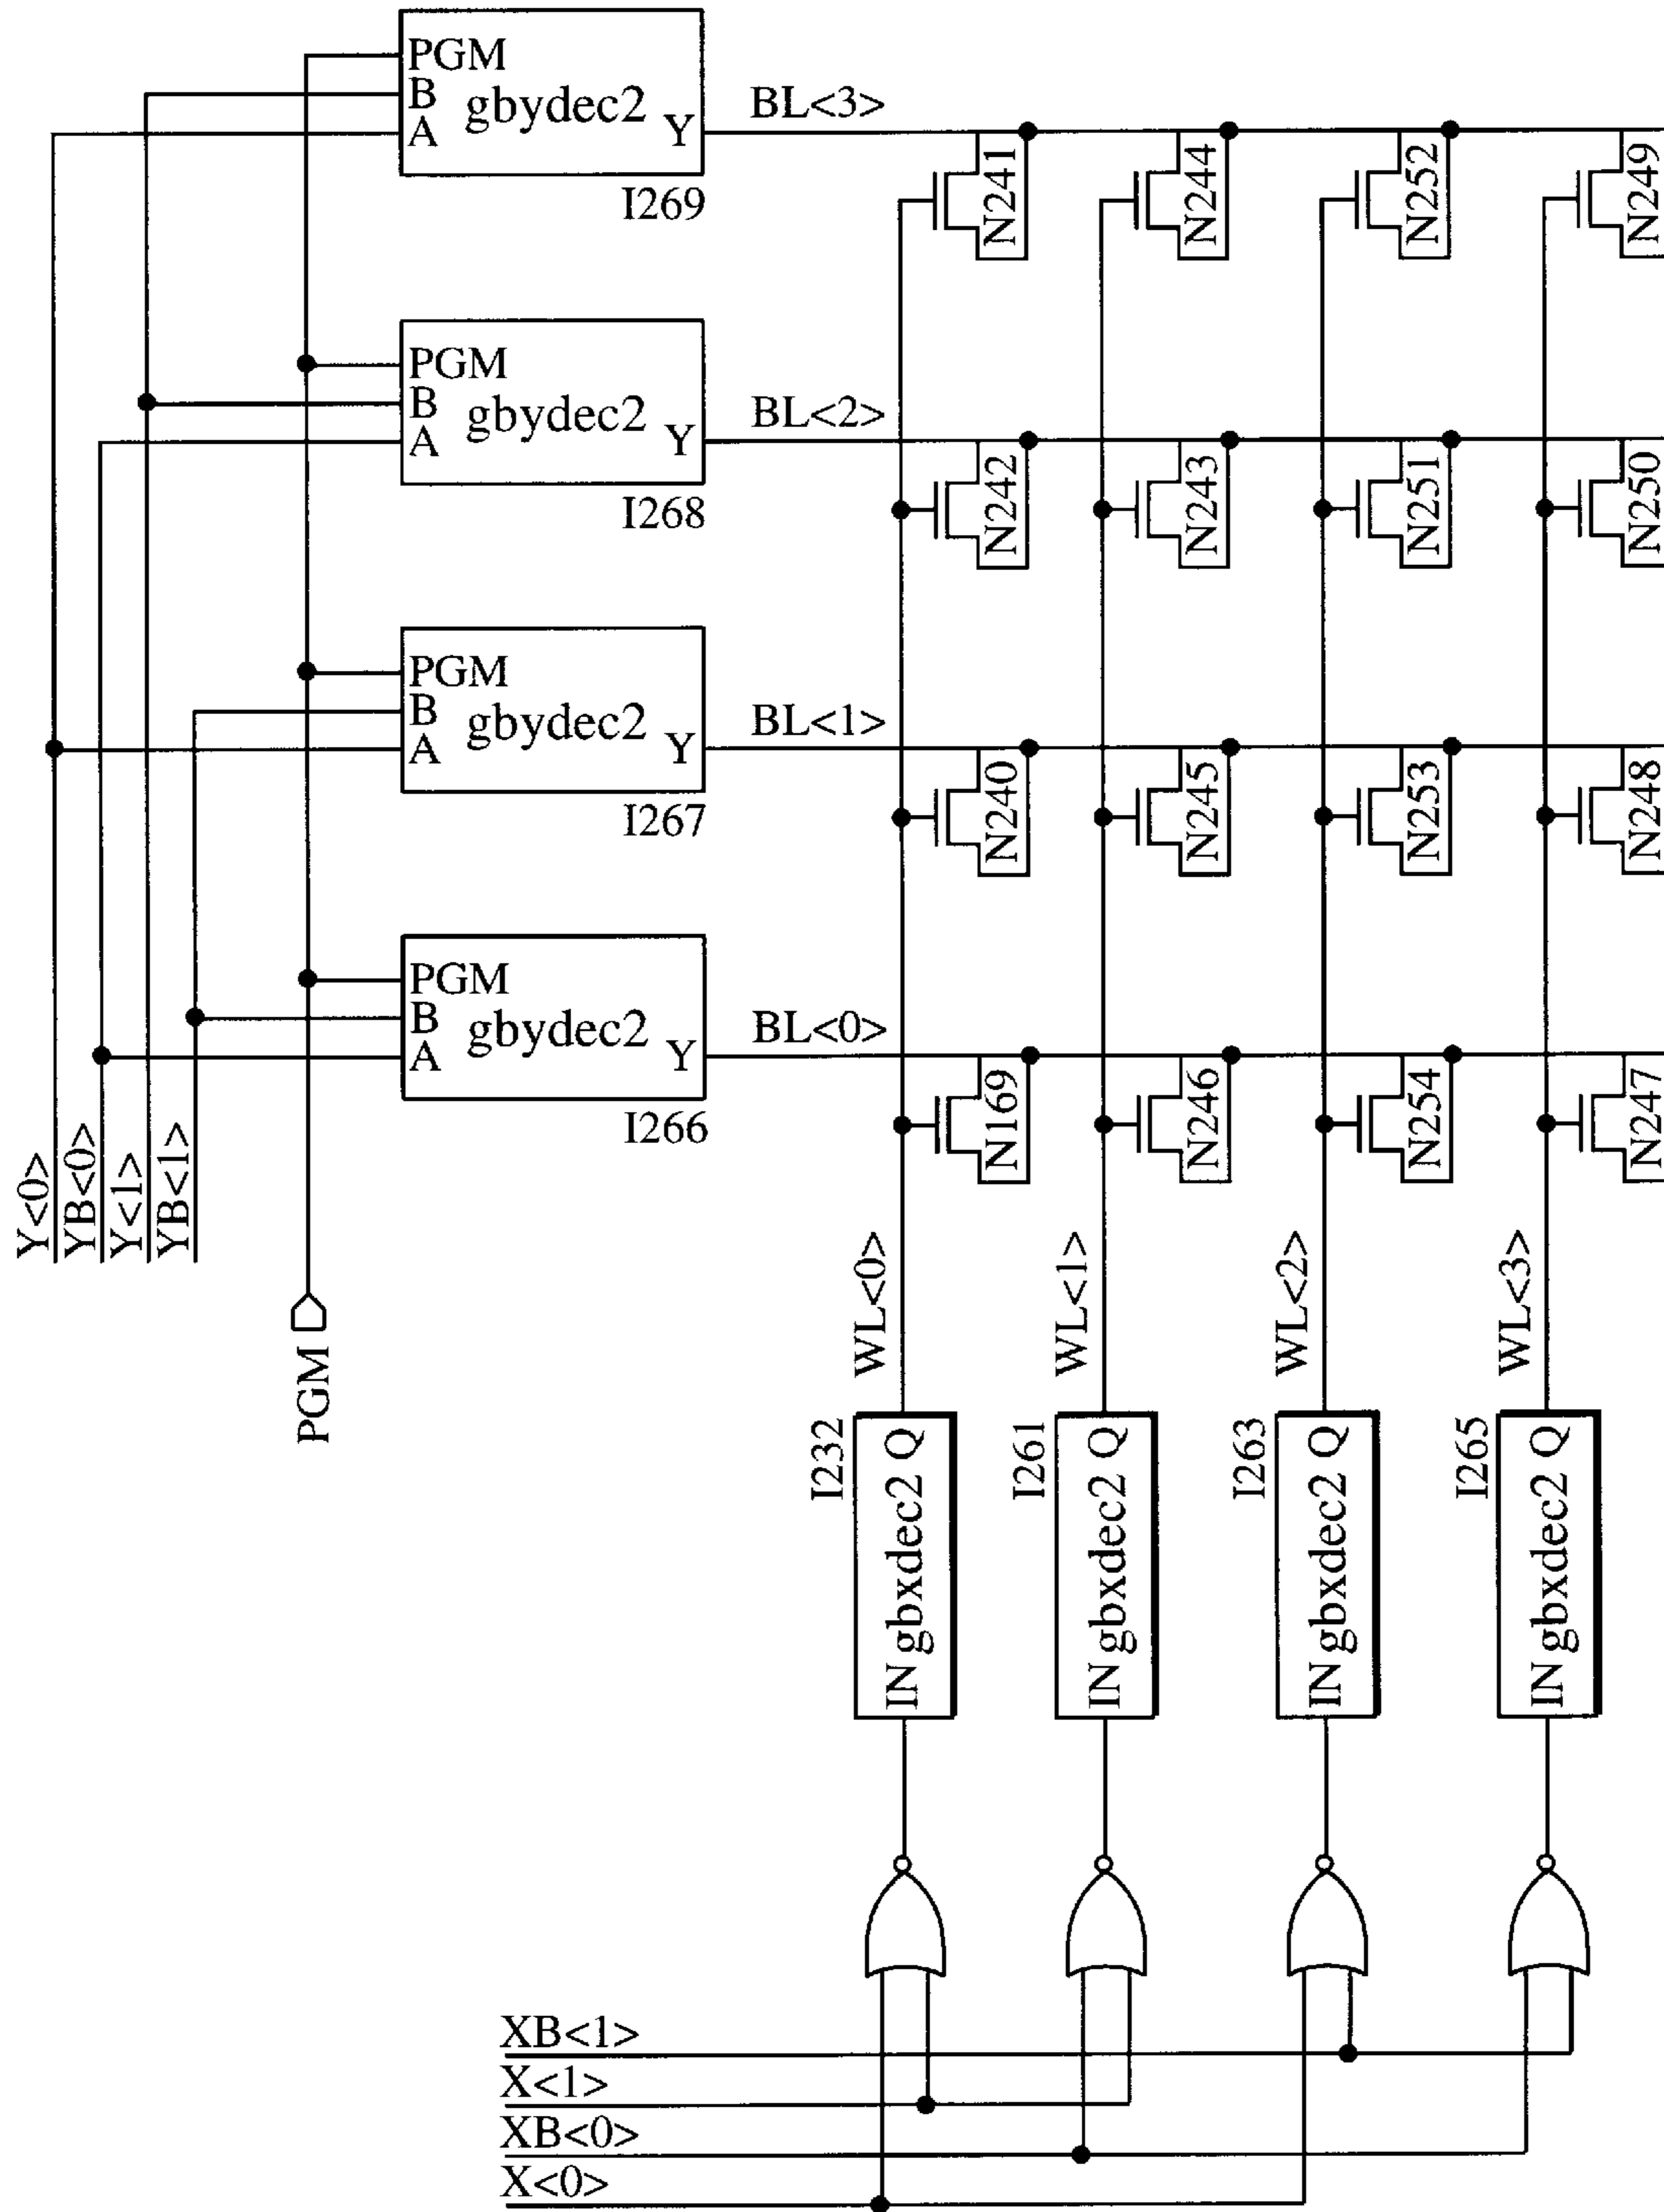 PGM
B
gbydec2
A
Y
I269
BL<3>
N241
N244
N252
N249
PGM
B
gbydec2
A
Y
I268
BL<2>
N242
N243
N251
N250
PGM
B
gbydec2
A
Y
I267
BL<1>
N240
N245
N253
N248
PGM
B
gbydec2
A
Y
I266
BL<0>
N169
N246
N254
N247
Y<0>
YB<0>
Y<1>
YB<1>
PGM
WL<0>
WL<1>
WL<2>
WL<3>
I232
IN gbxdec2 Q
I261
IN gbxdec2 Q
I263
IN gbxdec2 Q
I265
IN gbxdec2 Q
XB<1>
X<1>
XB<0>
X<0>